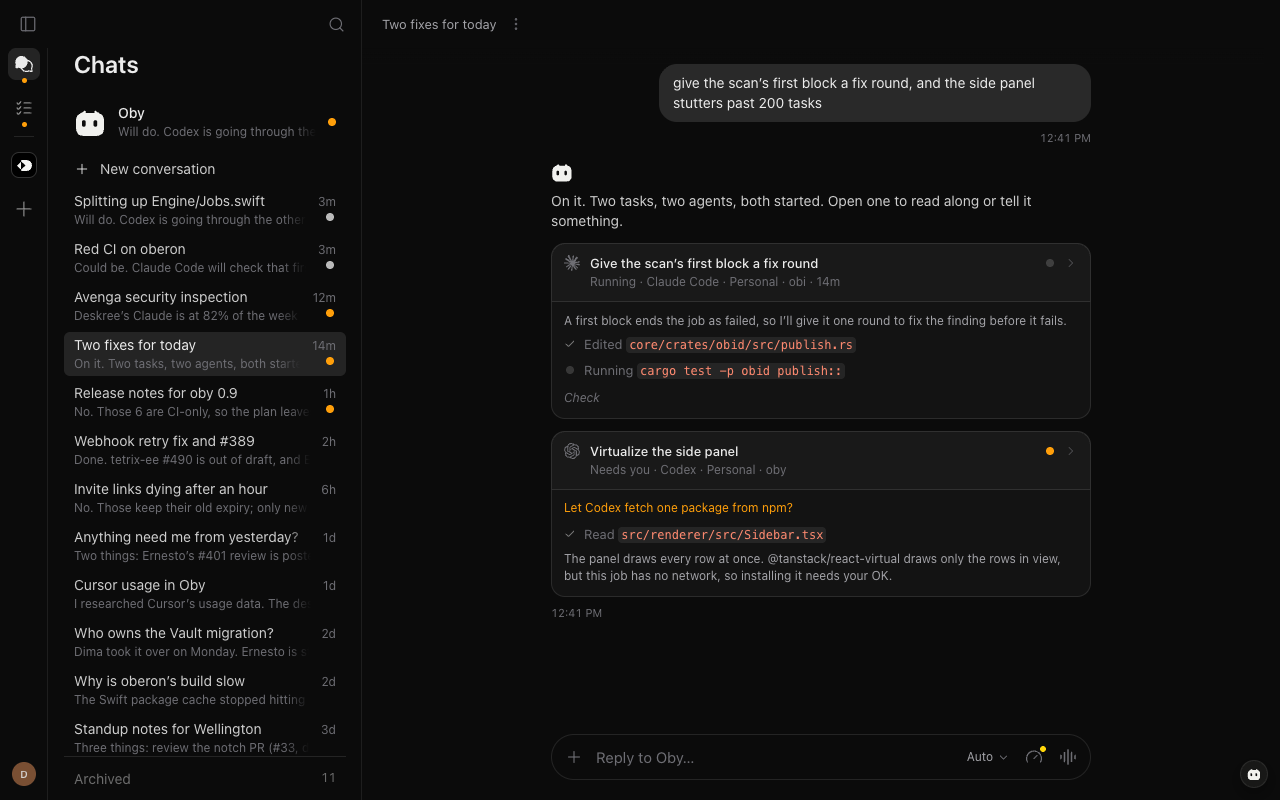 Chats
Oby
Will do. Codex is going through the
New conversation
Splitting up Engine/Jobs.swift 3m
Will do. Codex is going through the othe
Red CI on oberon 3m
Could be. Claude Code will check that fi
Avenga security inspection 12m
Deskree's Claude is at 82% of the week
Two fixes for today 14m
On it. Two tasks, two agents, both start
Release notes for oby 0.9 1h
No. Those 6 are CI-only, so the plan leave
Webhook retry fix and #389 2h
Done. tetrix-ee #490 is out of draft, and
Invite links dying after an hour 6h
No. Those keep their old expiry; only new
Anything need me from yesterday? 1d
Two things: Ernesto's #401 review is post
Cursor usage in Oby 1d
I researched Cursor's usage data. The de
Who owns the Vault migration? 2d
Dima took it over on Monday. Ernesto is s
Why is oberon's build slow 2d
The Swift package cache stopped hitting
Standup notes for Wellington 3d
Three things: review the notch PR (#33,
Archived 11
D
Two fixes for today
give the scan's first block a fix round, and the side panel
stutters past 200 tasks
12:41 PM
On it. Two tasks, two agents, both started. Open one to read along or tell it
something.
Give the scan's first block a fix round
Running · Claude Code · Personal · obi · 14m
A first block ends the job as failed, so I'll give it one round to fix the finding before it fails.
Edited core/crates/obid/src/publish.rs
Running cargo test -p obid publish::
Check
Virtualize the side panel
Needs you · Codex · Personal · oby
Let Codex fetch one package from npm?
Read src/renderer/src/Sidebar.tsx
The panel draws every row at once. @tanstack/react-virtual draws only the rows in view,
but this job has no network, so installing it needs your OK.
12:41 PM
Reply to Oby...
Auto